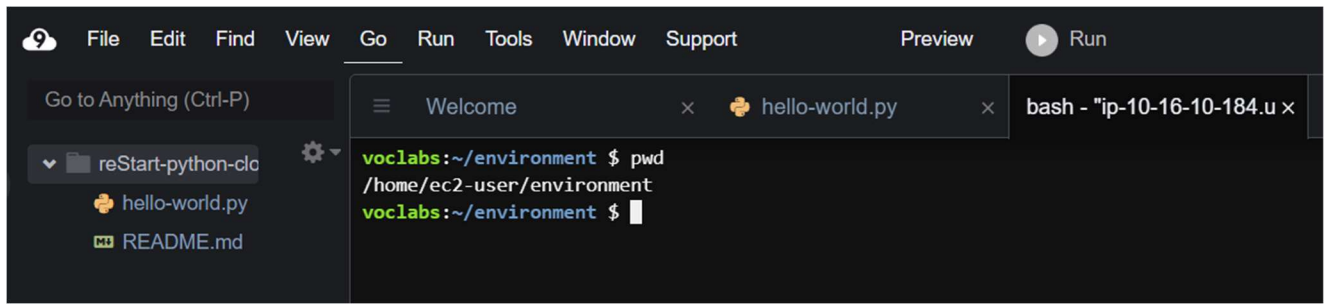 File Edit Find View Go Run Tools Window Support Preview Run
Go to Anything (Ctrl-P)
Welcome hello-world.py bash - "ip-10-16-10-184.u
reStart-python-clo
hello-world.py
README.md
voclabs:~/environment $ pwd
/home/ec2-user/environment
voclabs:~/environment $